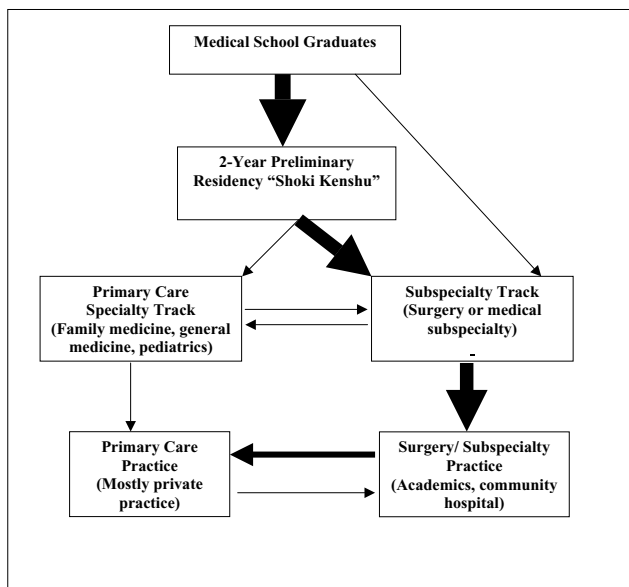 Medical School Graduates
2-Year Preliminary
Residency “Shoki Kenshu”
Primary Care
Specialty Track
(Family medicine, general
medicine, pediatrics)
Subspecialty Track
(Surgery or medical
subspecialty)
Primary Care
Practice
(Mostly private
practice)
Surgery/ Subspecialty
Practice
(Academics, community
hospital)